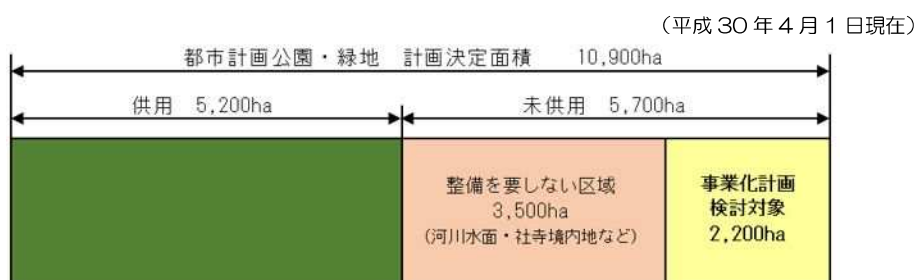 （平成 30 年 4 月 1 日現在）
都市計画公園・緑地　計画決定面積　10,900ha
供用　5,200ha
未供用　5,700ha
整備を要しない区域
3,500ha
（河川水面・社寺境内地など）
事業化計画
検討対象
2,200ha